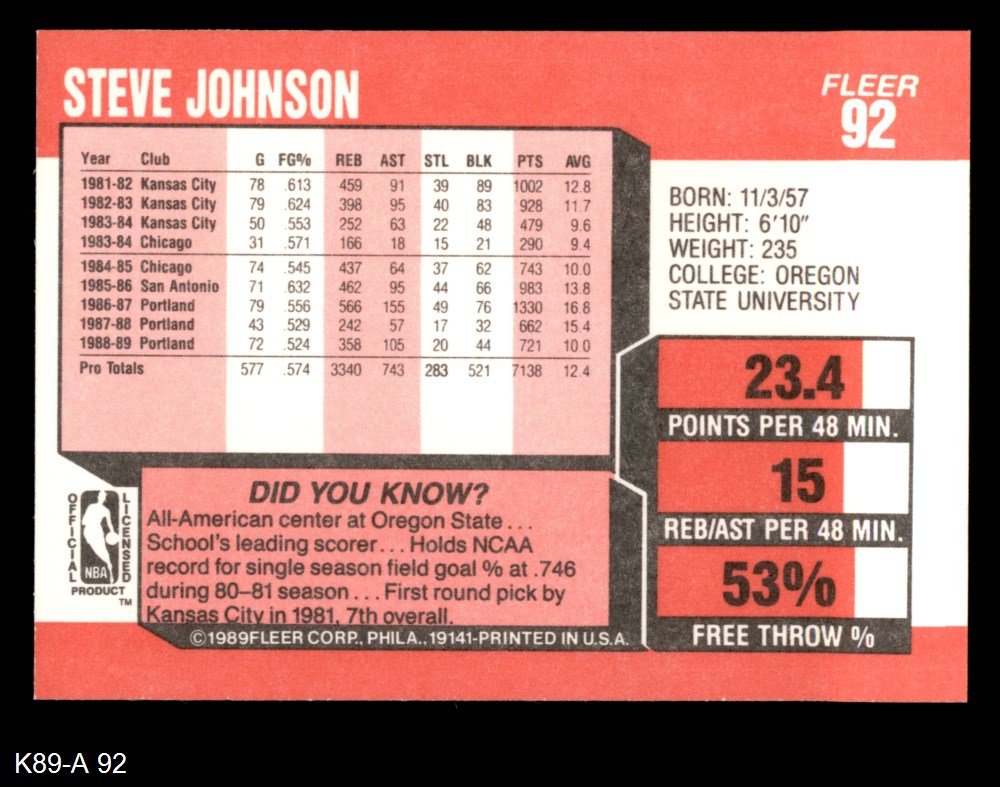 STEVE JOHNSON
FLEER
92
Year Club G FG% REB AST STL BLK PTS AVG
1981-82 Kansas City 78 .613 459 91 39 89 1002 12.8
1982-83 Kansas City 79 .624 398 95 40 83 928 11.7
1983-84 Kansas City 50 .553 252 63 22 48 479 9.6
1983-84 Chicago 31 .571 166 18 15 21 290 9.4
1984-85 Chicago 74 .545 437 64 37 62 743 10.0
1985-86 San Antonio 71 .632 462 95 44 66 983 13.8
1986-87 Portland 79 .556 566 155 49 76 1330 16.8
1987-88 Portland 43 .529 242 57 17 32 662 15.4
1988-89 Portland 72 .524 358 105 20 44 721 10.0
Pro Totals 577 .574 3340 743 283 521 7138 12.4
BORN: 11/3/57
HEIGHT: 6'10"
WEIGHT: 235
COLLEGE: OREGON
STATE UNIVERSITY
23.4
POINTS PER 48 MIN.
15
REB/AST PER 48 MIN.
53%
FREE THROW %
DID YOU KNOW?
All-American center at Oregon State...
School's leading scorer... Holds NCAA
record for single season field goal % at .746
during 80–81 season... First round pick by
Kansas City in 1981, 7th overall.
OFFICIAL
LICENSED
NBA
PRODUCT
TM
©1989FLEER CORP., PHILA., 19141-PRINTED IN U.S.A.
K89-A 92